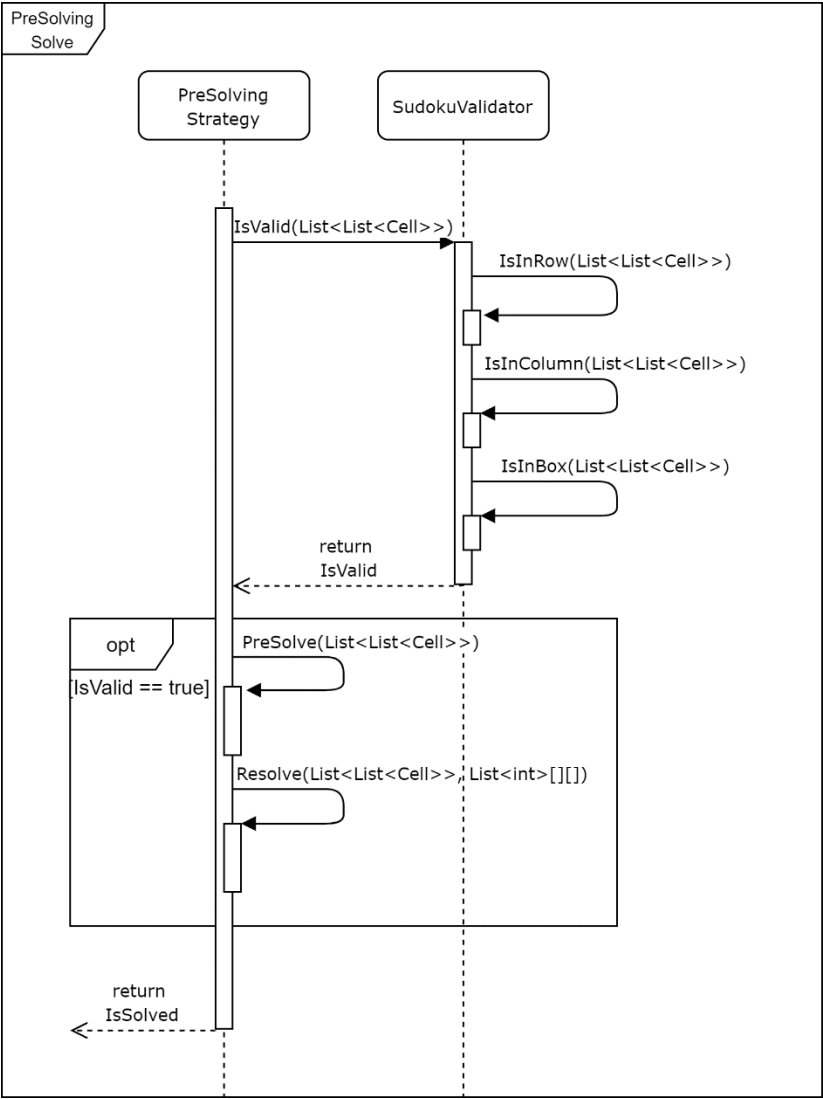 PreSolving
Solve
PreSolving
Strategy
SudokuValidator
IsValid(List<List<Cell>>)
IsInRow(List<List<Cell>>)
IsInColumn(List<List<Cell>>)
IsInBox(List<List<Cell>>)
return
IsValid
opt
PreSolve(List<List<Cell>>)
[IsValid == true]
Resolve(List<List<Cell>>, List<int>[][])
return
IsSolved